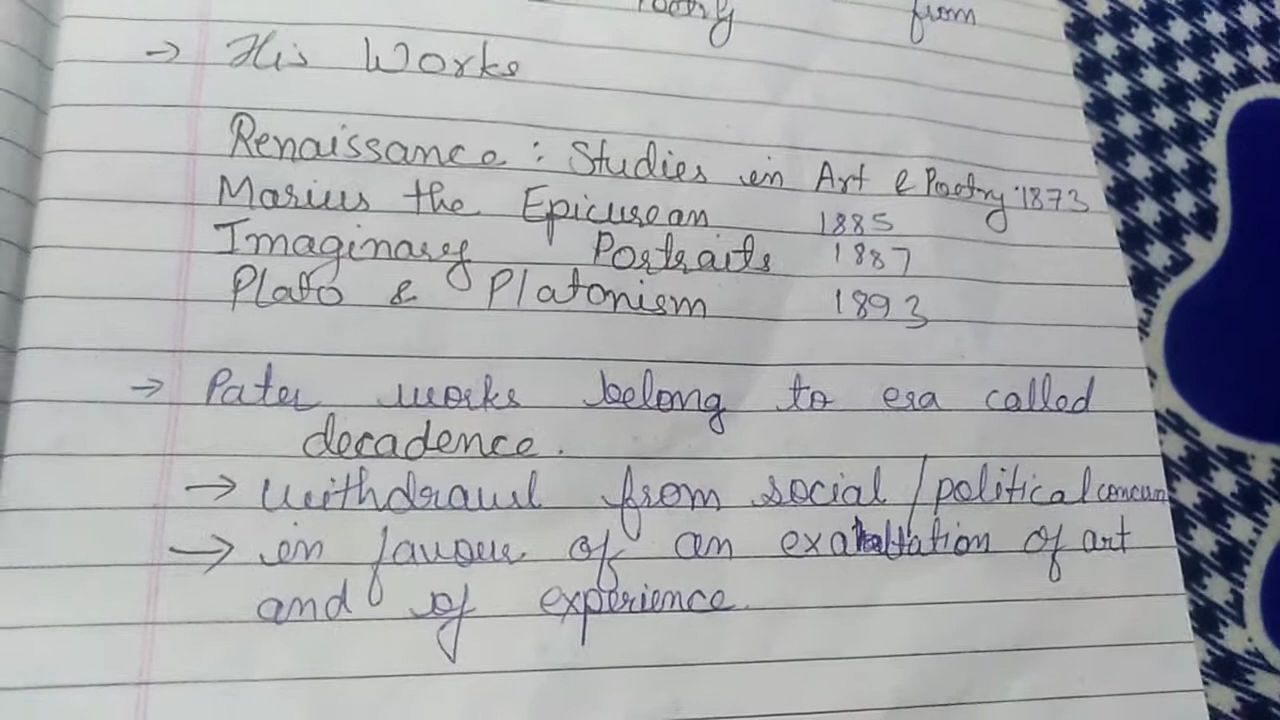 Poetry from
→ His Works
Renaissance : Studies in Art & Poetry 1873
Marius the Epicurean 1885
Imaginary Portraits 1887
Plato & Platonism 1893
→ Pater works belong to era called
decadence.
→ withdrawl from social / political concern
→ in favour of an exaltation of art
and of experience.